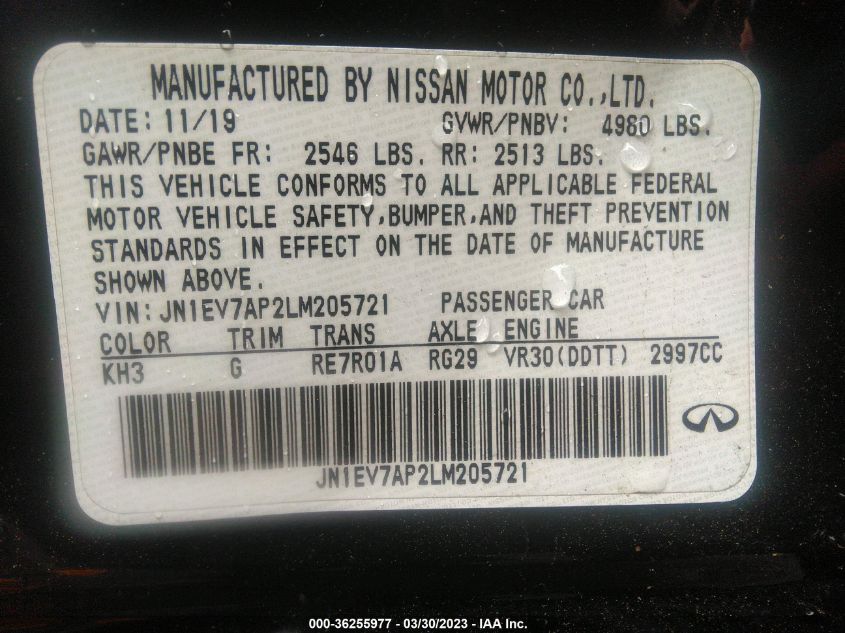 MANUFACTURED BY NISSAN MOTOR CO.,LTD.
DATE: 11/19 GVWR/PNBV: 4980 LBS.
GAWR/PNBE FR: 2546 LBS. RR: 2513 LBS.
THIS VEHICLE CONFORMS TO ALL APPLICABLE FEDERAL
MOTOR VEHICLE SAFETY,BUMPER,AND THEFT PREVENTION
STANDARDS IN EFFECT ON THE DATE OF MANUFACTURE
SHOWN ABOVE.
VIN:JN1EV7AP2LM205721 PASSENGER CAR
COLOR TRIM TRANS AXLE ENGINE
KH3 G RE7R01A RG29 VR30(DDTT) 2997CC
JN1EV7AP2LM205721
000-36255977 — 03/30/2023 — IAA Inc.